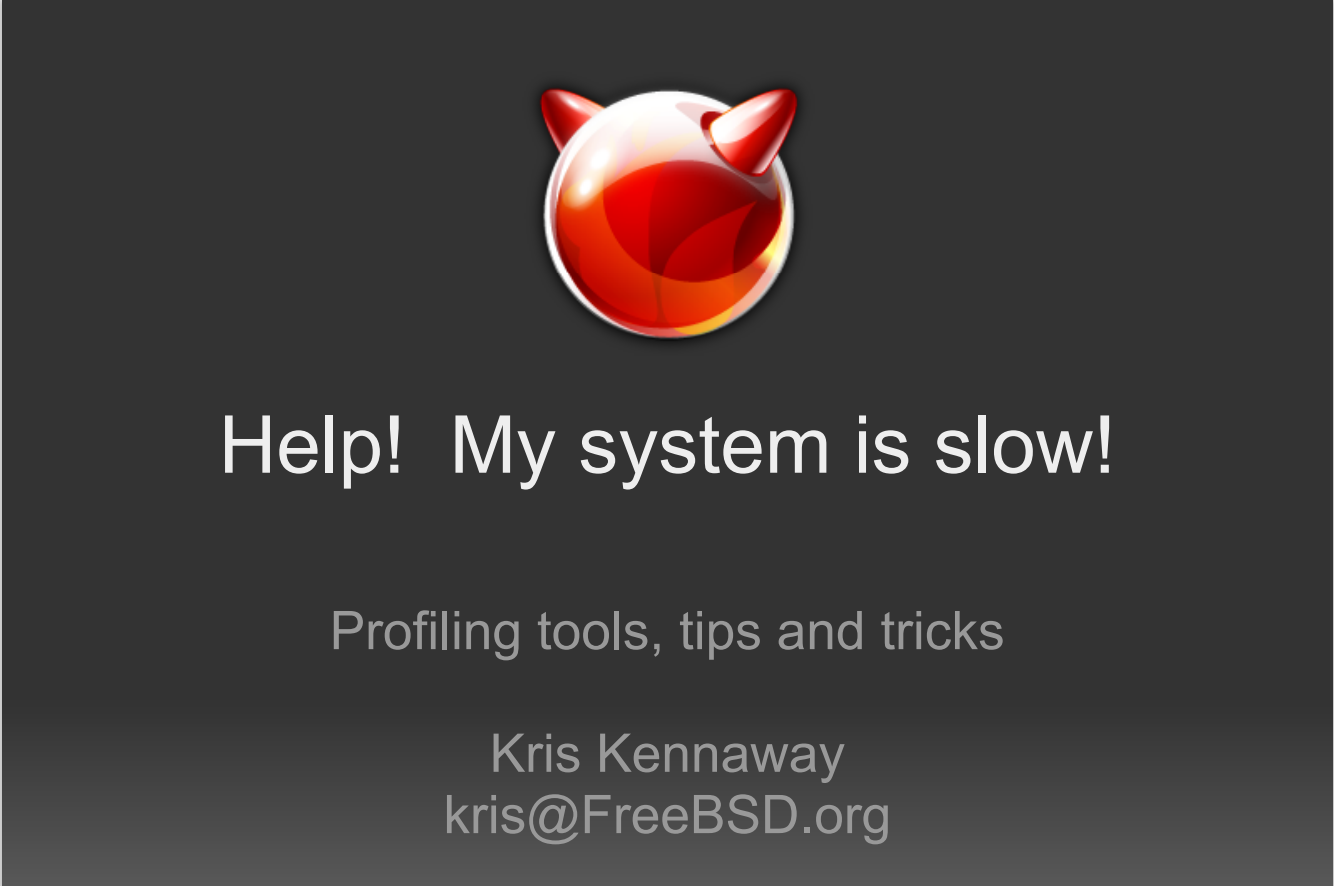 Help!  My system is slow!
Profiling tools, tips and tricks
Kris Kennaway
kris@FreeBSD.org